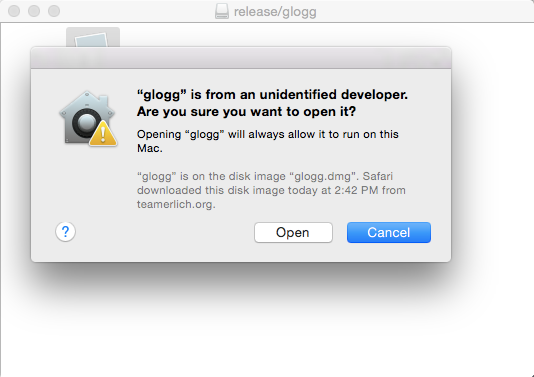 release/glogg
“glogg” is from an unidentified developer.
Are you sure you want to open it?
Opening “glogg” will always allow it to run on this
Mac.
“glogg” is on the disk image “glogg.dmg”. Safari
downloaded this disk image today at 2:42 PM from
teamerlich.org.
?
Open
Cancel